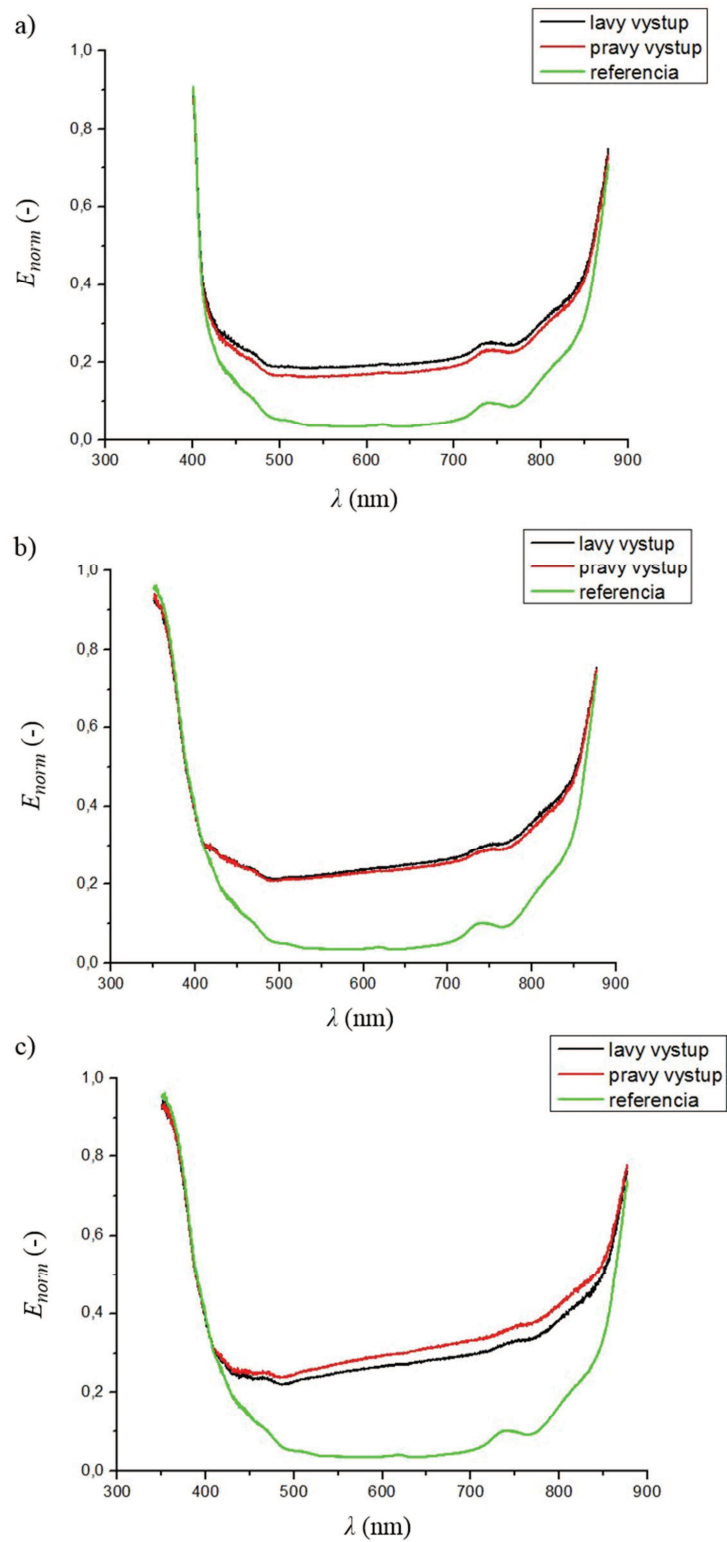 a)
lavy vystup
pravy vystup
referencia
1,0
0,8
0,6
0,4
0,2
0,0
E_norm (-)
300 400 500 600 700 800 900
λ (nm)
b)
lavy vystup
pravy vystup
referencia
1,0
0,8
0,6
0,4
0,2
0,0
E_norm (-)
300 400 500 600 700 800 900
λ (nm)
c)
lavy vystup
pravy vystup
referencia
1,0
0,8
0,6
0,4
0,2
0,0
E_norm (-)
300 400 500 600 700 800 900
λ (nm)